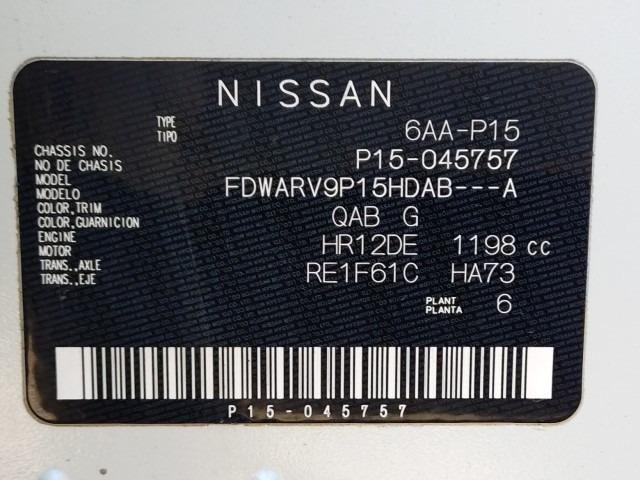 NISSAN
TYPE
TIPO 6AA-P15
CHASSIS NO.
NO DE CHASIS P15-045757
MODEL
MODELO FDWARV9P15HDAB---A
COLOR,TRIM
COLOR,GUARNICION QAB G
ENGINE
MOTOR HR12DE 1198 cc
TRANS.,AXLE
TRANS.,EJE RE1F61C HA73
PLANT
PLANTA 6
P15-045757